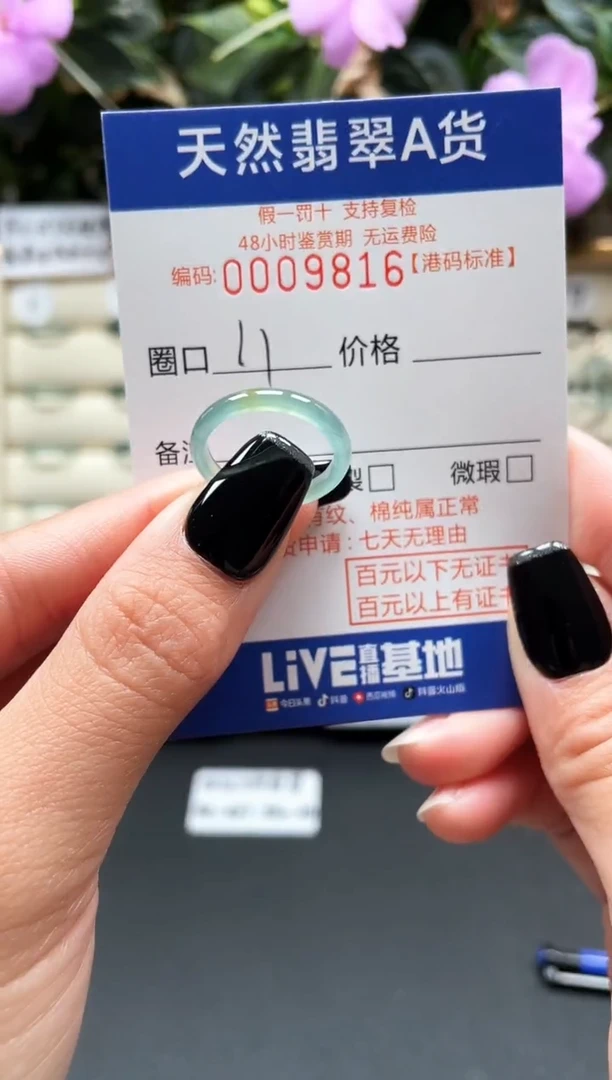 天然翡翠A货
假一罚十 支持复检
48小时鉴赏期 无运费险
编码:0009816【港码标准】
圈口 11 价格
备注
裂□ 微瑕□
纹、棉纯属正常
申请:七天无理由
百元以下无证书
百元以上有证书
LiVE直播基地
今日头条 抖音 西瓜视频 抖音火山版